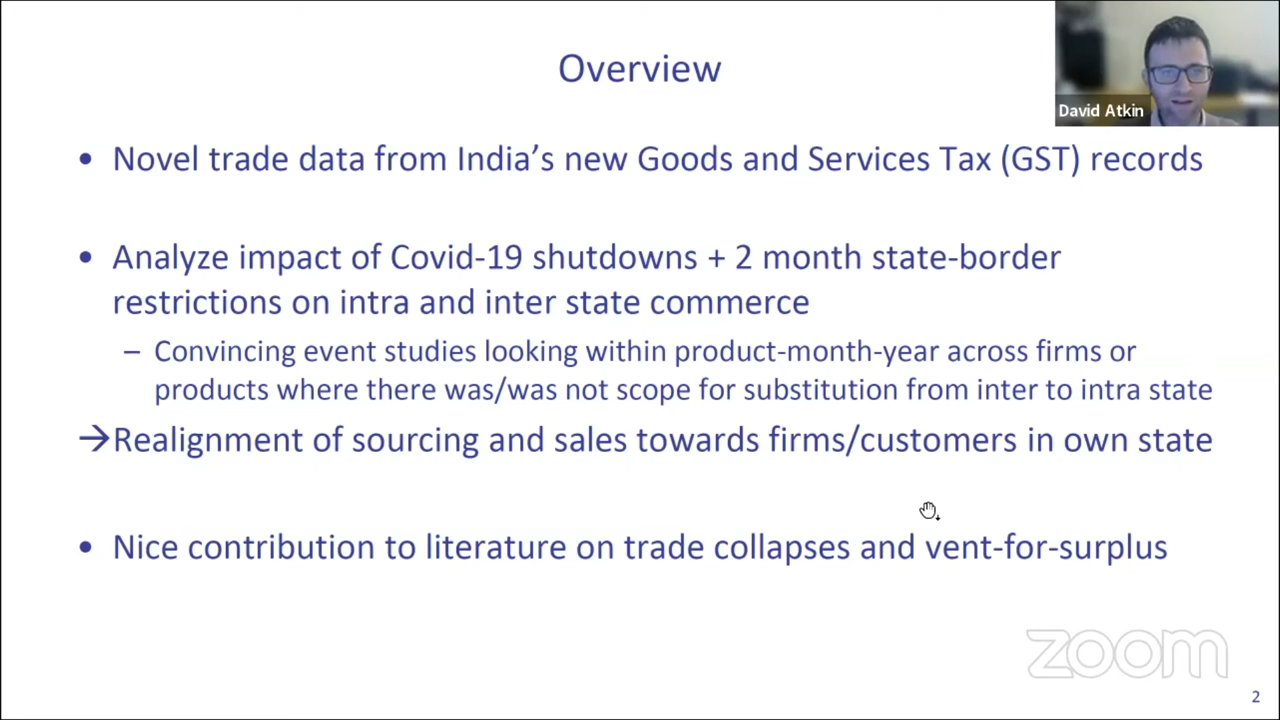 Overview
David Atkin
• Novel trade data from India's new Goods and Services Tax (GST) records
• Analyze impact of Covid-19 shutdowns + 2 month state-border
restrictions on intra and inter state commerce
– Convincing event studies looking within product-month-year across firms or
products where there was/was not scope for substitution from inter to intra state
→Realignment of sourcing and sales towards firms/customers in own state
• Nice contribution to literature on trade collapses and vent-for-surplus
zoom
2